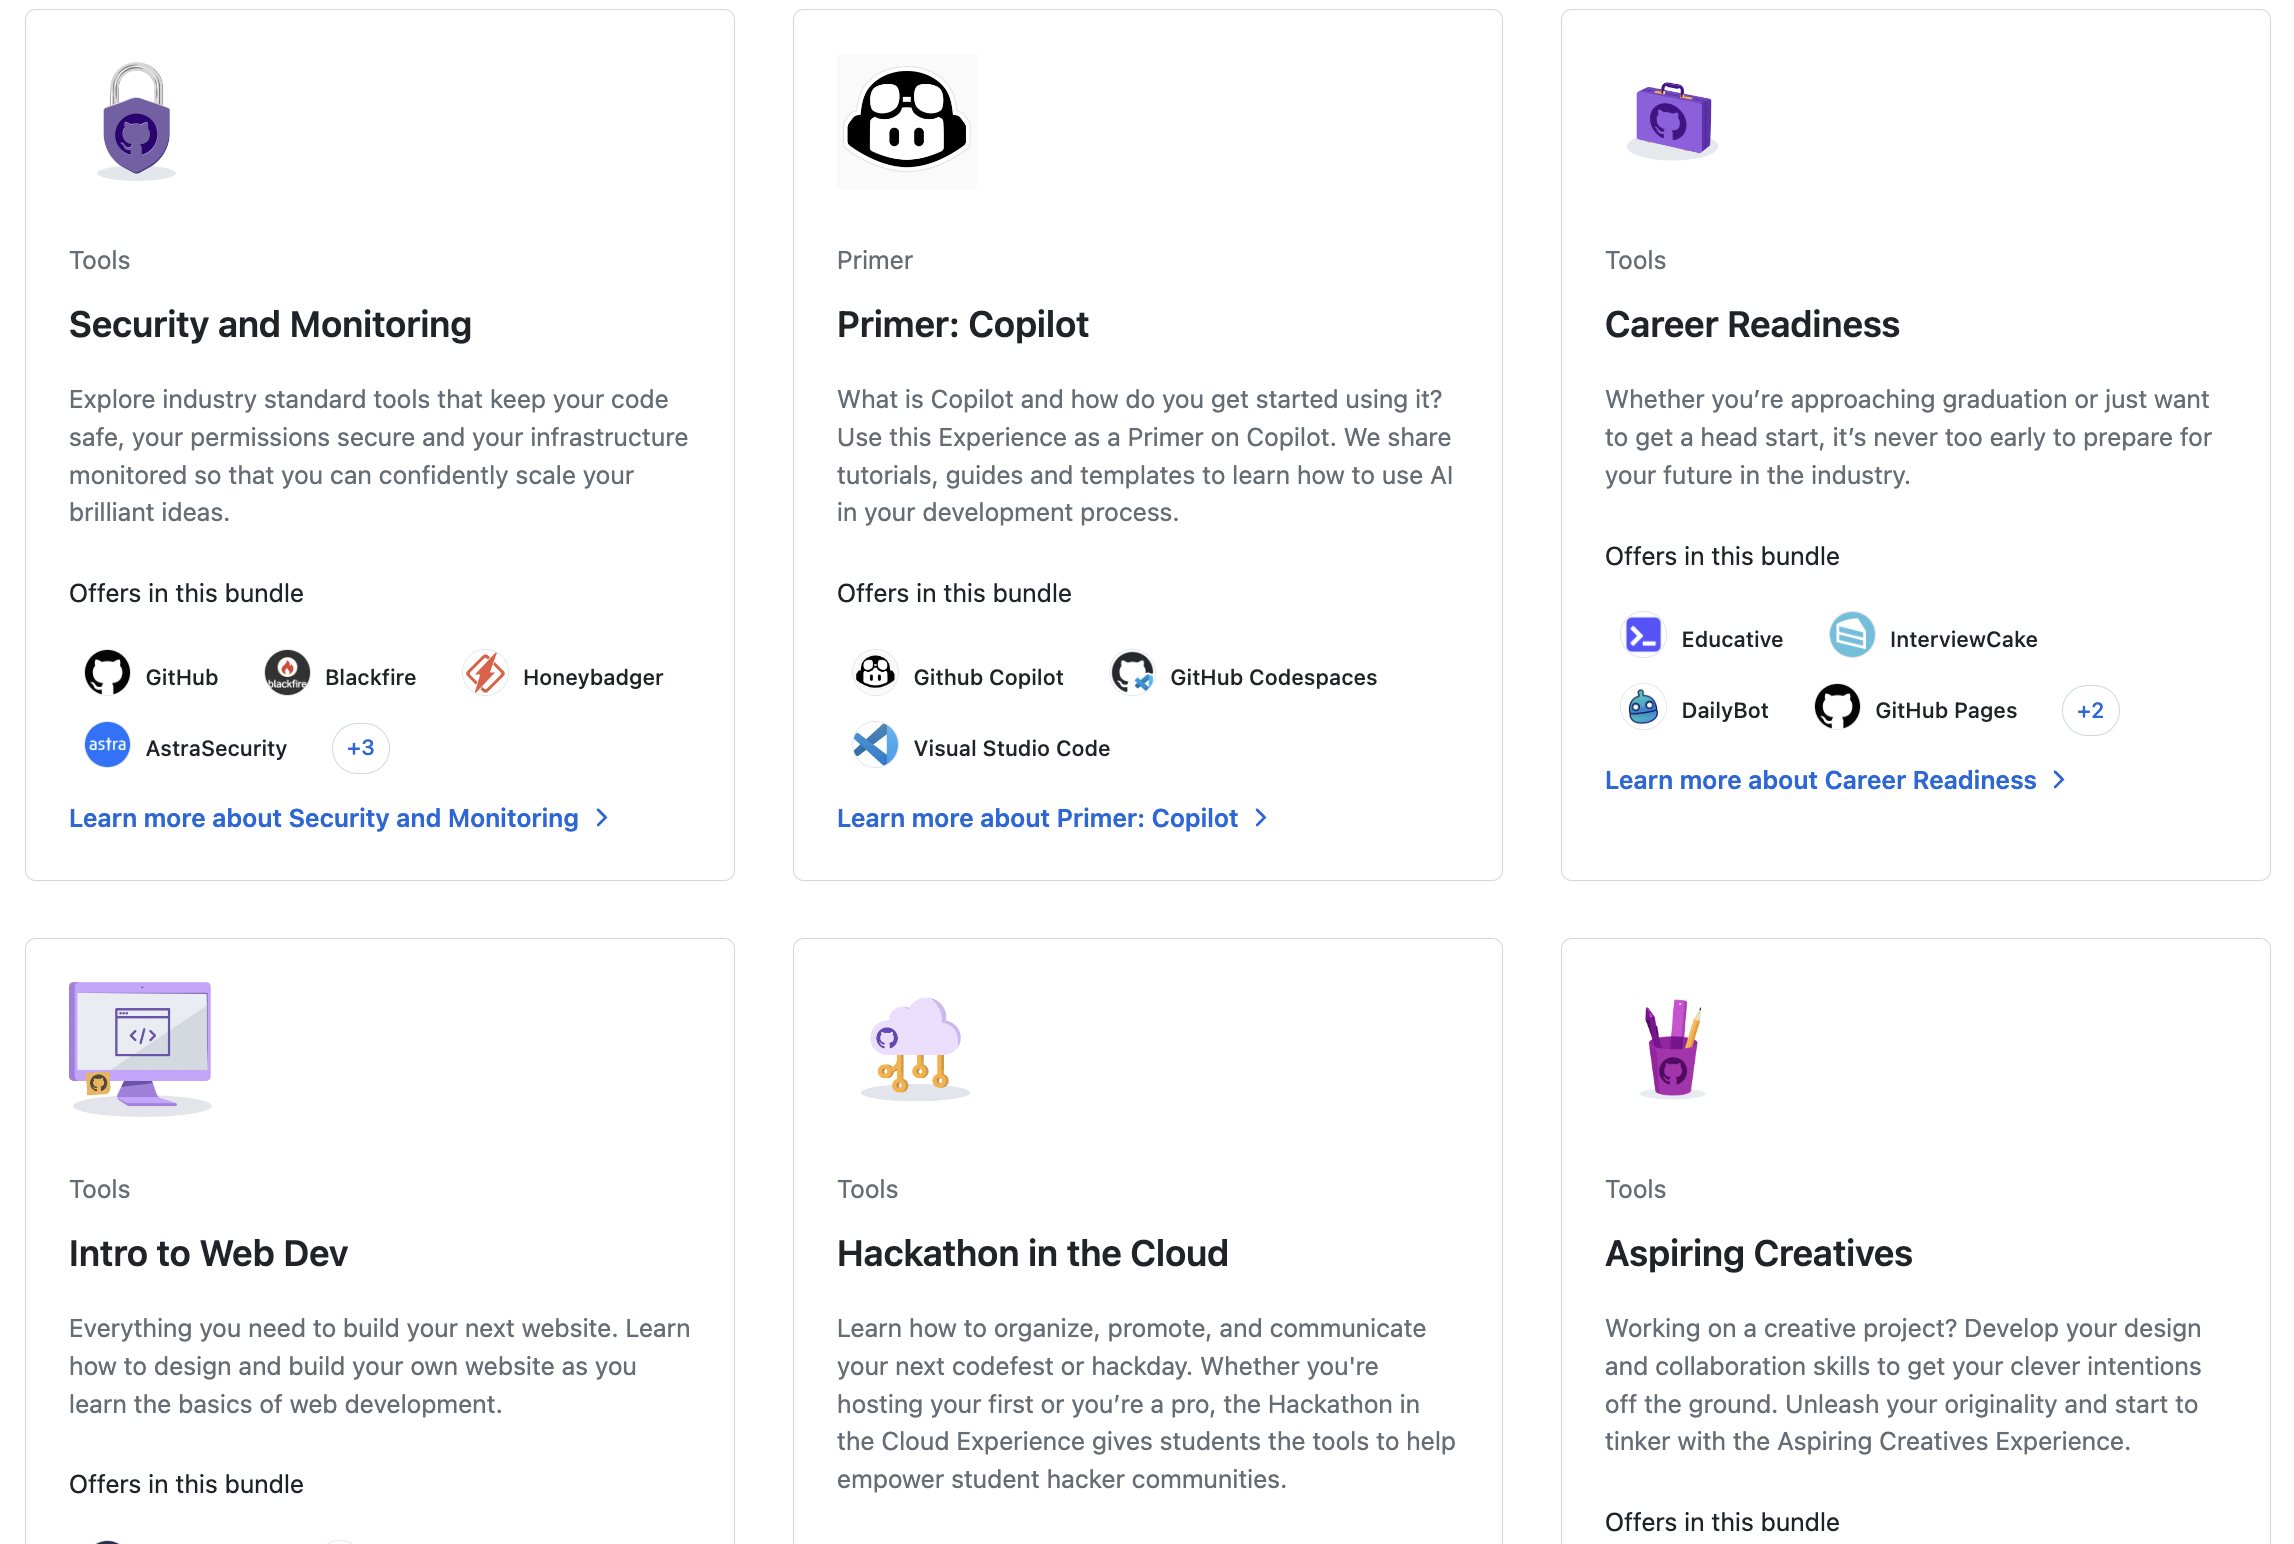 Tools
Security and Monitoring
Explore industry standard tools that keep your code
safe, your permissions secure and your infrastructure
monitored so that you can confidently scale your
brilliant ideas.
Offers in this bundle
GitHub
blackfire
Blackfire
Honeybadger
astra
AstraSecurity
+3
Learn more about Security and Monitoring
Primer
Primer: Copilot
What is Copilot and how do you get started using it?
Use this Experience as a Primer on Copilot. We share
tutorials, guides and templates to learn how to use AI
in your development process.
Offers in this bundle
Github Copilot
GitHub Codespaces
Visual Studio Code
Learn more about Primer: Copilot
Tools
Career Readiness
Whether you’re approaching graduation or just want
to get a head start, it’s never too early to prepare for
your future in the industry.
Offers in this bundle
Educative
InterviewCake
DailyBot
GitHub Pages
+2
Learn more about Career Readiness
</>
Tools
Intro to Web Dev
Everything you need to build your next website. Learn
how to design and build your own website as you
learn the basics of web development.
Offers in this bundle
Tools
Hackathon in the Cloud
Learn how to organize, promote, and communicate
your next codefest or hackday. Whether you're
hosting your first or you’re a pro, the Hackathon in
the Cloud Experience gives students the tools to help
empower student hacker communities.
Tools
Aspiring Creatives
Working on a creative project? Develop your design
and collaboration skills to get your clever intentions
off the ground. Unleash your originality and start to
tinker with the Aspiring Creatives Experience.
Offers in this bundle